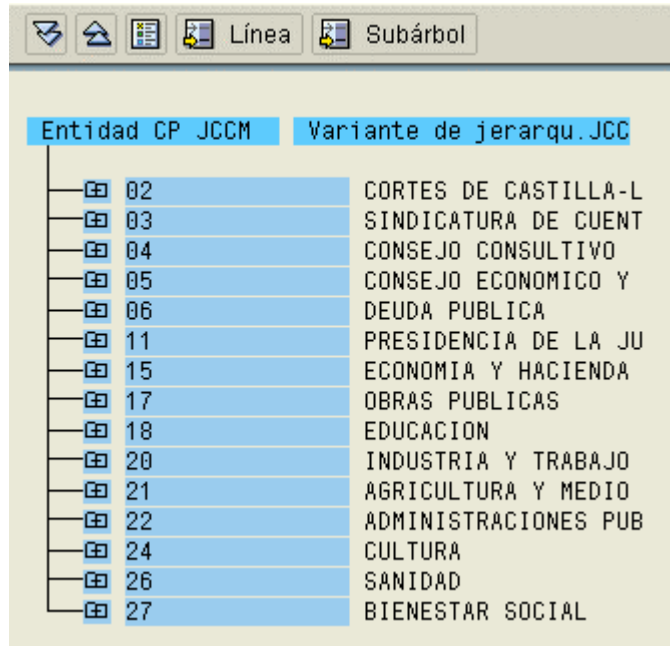 Línea Subárbol
Entidad CP JCCM Variante de jerarqu.JCC
02 CORTES DE CASTILLA-L
03 SINDICATURA DE CUENT
04 CONSEJO CONSULTIVO
05 CONSEJO ECONOMICO Y
06 DEUDA PUBLICA
11 PRESIDENCIA DE LA JU
15 ECONOMIA Y HACIENDA
17 OBRAS PUBLICAS
18 EDUCACION
20 INDUSTRIA Y TRABAJO
21 AGRICULTURA Y MEDIO
22 ADMINISTRACIONES PUB
24 CULTURA
26 SANIDAD
27 BIENESTAR SOCIAL